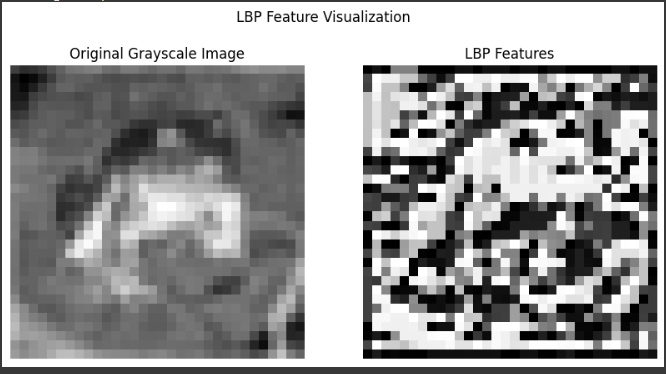 LBP Feature Visualization
Original Grayscale Image
LBP Features